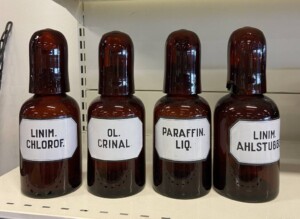 LINIM.
CHLOROF.
OL.
CRINAL
PARAFFIN.
LIQ.
LINIM.
AHLSTUBB